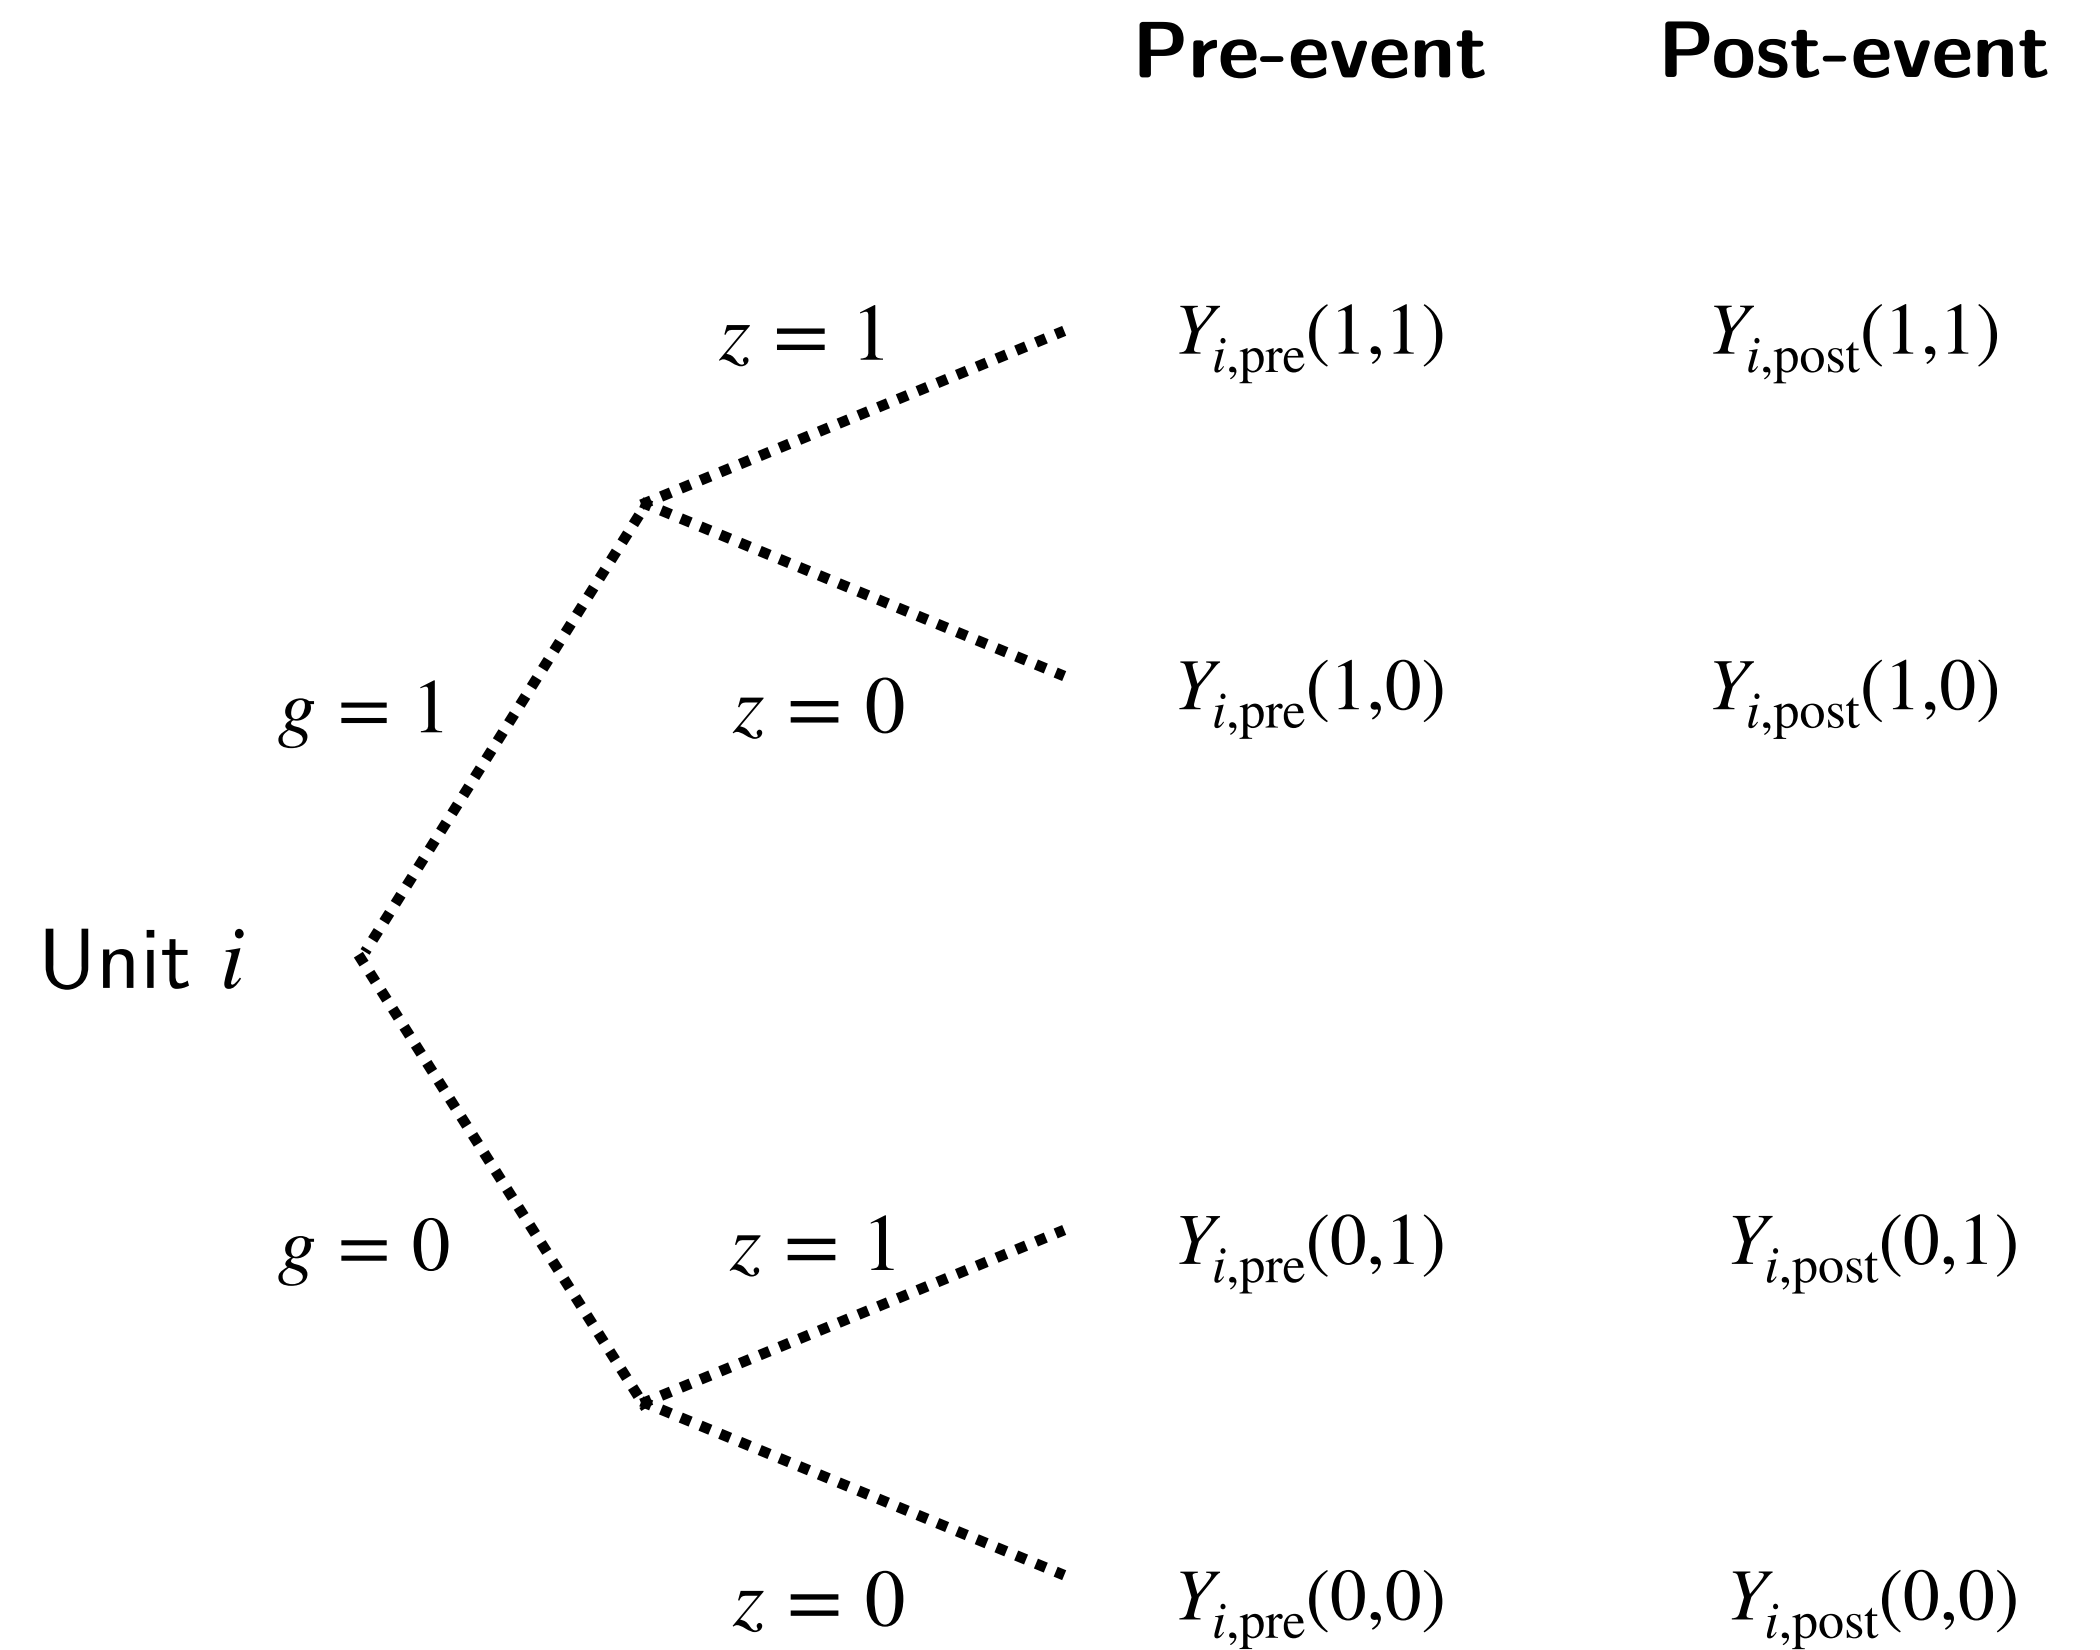 Pre-event Post-event
z = 1 Y_{i,pre}(1,1) Y_{i,post}(1,1)
g = 1 z = 0 Y_{i,pre}(1,0) Y_{i,post}(1,0)
Unit i
g = 0 z = 1 Y_{i,pre}(0,1) Y_{i,post}(0,1)
z = 0 Y_{i,pre}(0,0) Y_{i,post}(0,0)